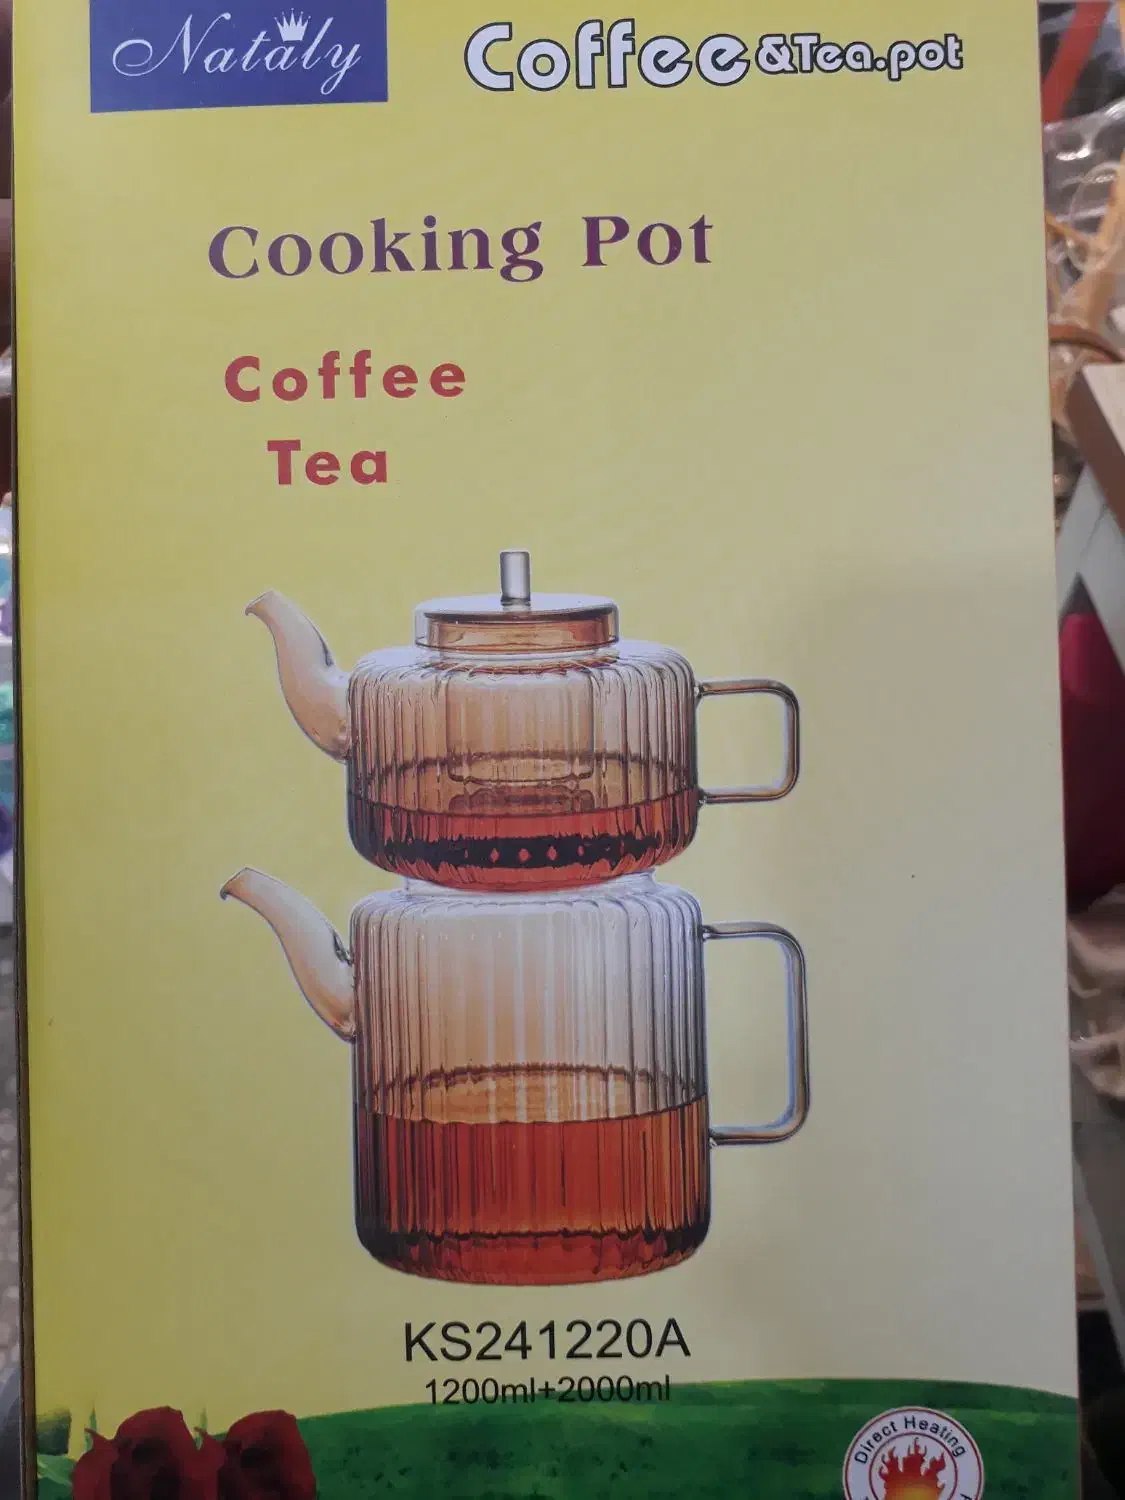 Nataly
Coffee &Tea.pot
Cooking Pot
Coffee
Tea
KS241220A
1200ml+2000ml
Direct Heating